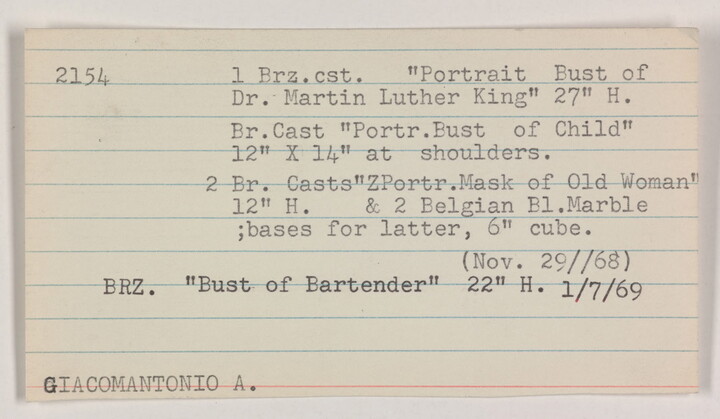 2154 1 Brz.cst. "Portrait Bust of
Dr. Martin Luther King" 27" H.
Br.Cast "Portr.Bust of Child"
12" X 14" at shoulders.
2 Br. Casts"ZPortr.Mask of Old Woman"
12" H. & 2 Belgian Bl.Marble
;bases for latter, 6" cube.
(Nov. 29//68)
BRZ. "Bust of Bartender" 22" H. 1/7/69
GIACOMANTONIO A.